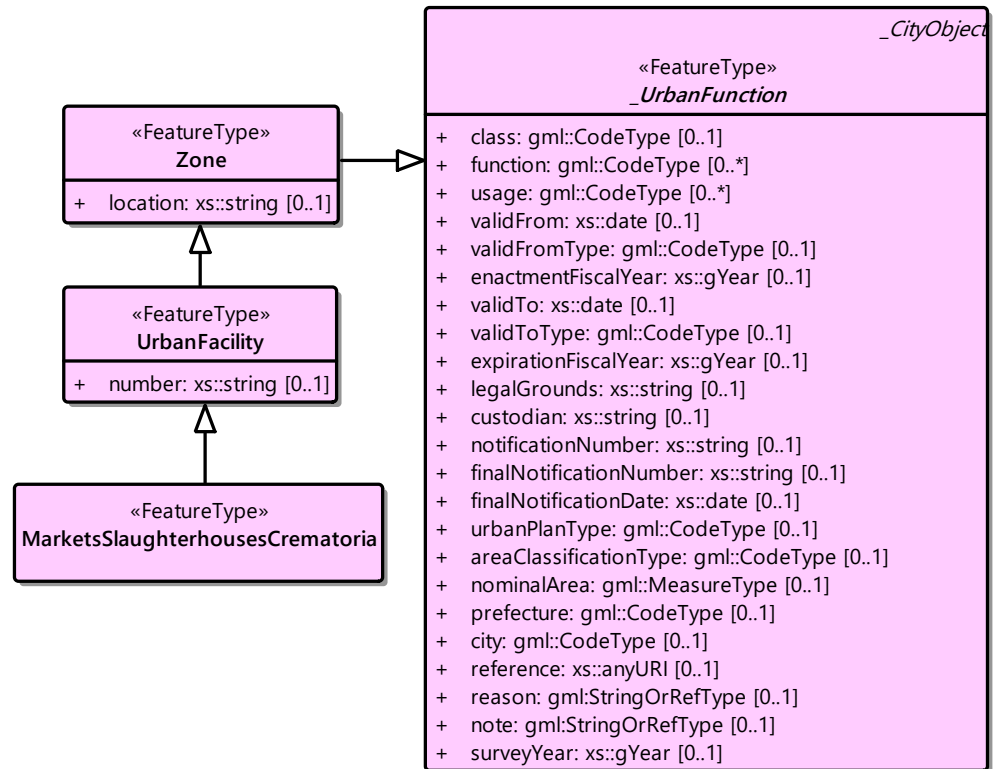 _CityObject
«FeatureType»
_UrbanFunction
+ class: gml::CodeType [0..1]
+ function: gml::CodeType [0..*]
+ usage: gml::CodeType [0..*]
+ validFrom: xs::date [0..1]
+ validFromType: gml::CodeType [0..1]
+ enactmentFiscalYear: xs::gYear [0..1]
+ validTo: xs::date [0..1]
+ validToType: gml::CodeType [0..1]
+ expirationFiscalYear: xs::gYear [0..1]
+ legalGrounds: xs::string [0..1]
+ custodian: xs::string [0..1]
+ notificationNumber: xs::string [0..1]
+ finalNotificationNumber: xs::string [0..1]
+ finalNotificationDate: xs::date [0..1]
+ urbanPlanType: gml::CodeType [0..1]
+ areaClassificationType: gml::CodeType [0..1]
+ nominalArea: gml::MeasureType [0..1]
+ prefecture: gml::CodeType [0..1]
+ city: gml::CodeType [0..1]
+ reference: xs::anyURI [0..1]
+ reason: gml:StringOrRefType [0..1]
+ note: gml:StringOrRefType [0..1]
+ surveyYear: xs::gYear [0..1]
«FeatureType»
Zone
+ location: xs::string [0..1]
«FeatureType»
UrbanFacility
+ number: xs::string [0..1]
«FeatureType»
MarketsSlaughterhousesCrematoria